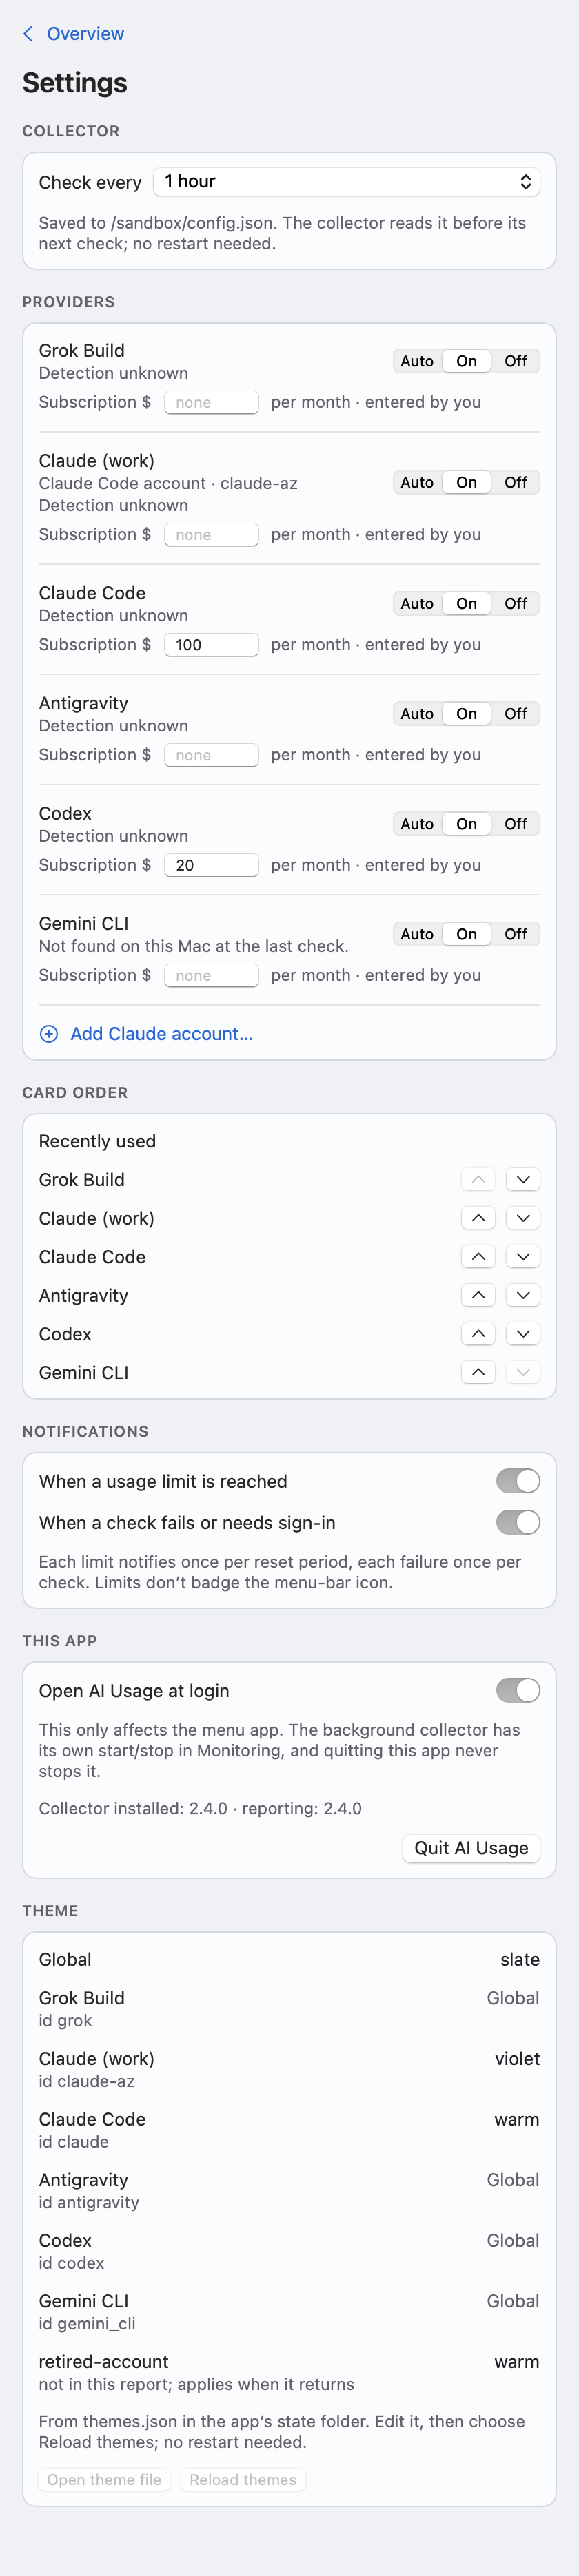 Overview
Settings
COLLECTOR
Check every 1 hour
Saved to /sandbox/config.json. The collector reads it before its
next check; no restart needed.
PROVIDERS
Grok Build
Auto On Off
Detection unknown
Subscription $ none per month · entered by you
Claude (work)
Claude Code account · claude-az
Auto On Off
Detection unknown
Subscription $ none per month · entered by you
Claude Code
Auto On Off
Detection unknown
Subscription $ 100 per month · entered by you
Antigravity
Auto On Off
Detection unknown
Subscription $ none per month · entered by you
Codex
Auto On Off
Detection unknown
Subscription $ 20 per month · entered by you
Gemini CLI
Auto On Off
Not found on this Mac at the last check.
Subscription $ none per month · entered by you
Add Claude account...
CARD ORDER
Recently used
Grok Build
Claude (work)
Claude Code
Antigravity
Codex
Gemini CLI
NOTIFICATIONS
When a usage limit is reached
When a check fails or needs sign-in
Each limit notifies once per reset period, each failure once per
check. Limits don’t badge the menu-bar icon.
THIS APP
Open AI Usage at login
This only affects the menu app. The background collector has
its own start/stop in Monitoring, and quitting this app never
stops it.
Collector installed: 2.4.0 · reporting: 2.4.0
Quit AI Usage
THEME
Global slate
Grok Build Global
id grok
Claude (work) violet
id claude-az
Claude Code warm
id claude
Antigravity Global
id antigravity
Codex Global
id codex
Gemini CLI Global
id gemini_cli
retired-account warm
not in this report; applies when it returns
From themes.json in the app’s state folder. Edit it, then choose
Reload themes; no restart needed.
Open theme file Reload themes